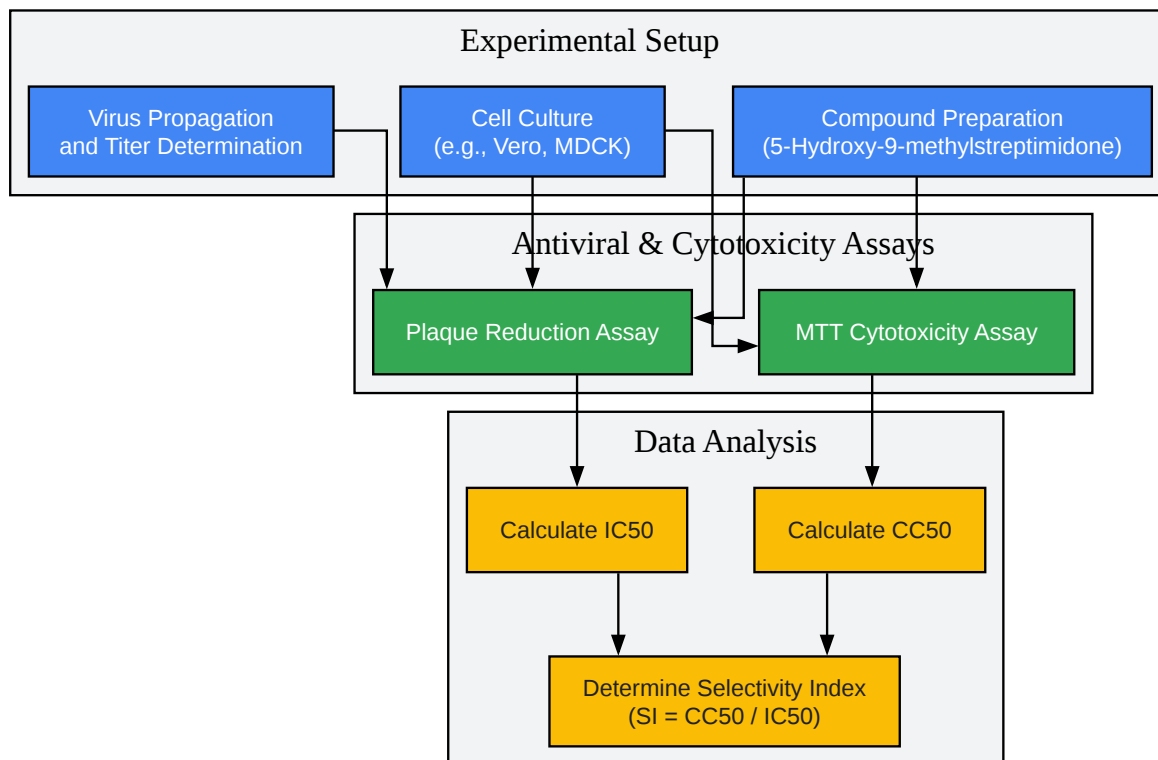 Experimental Setup
Virus Propagation
and Titer Determination
Cell Culture
(e.g., Vero, MDCK)
Compound Preparation
(5-Hydroxy-9-methylstreptimidone)
Antiviral & Cytotoxicity Assays
Plaque Reduction Assay
MTT Cytotoxicity Assay
Data Analysis
Calculate IC50
Calculate CC50
Determine Selectivity Index
(SI = CC50 / IC50)